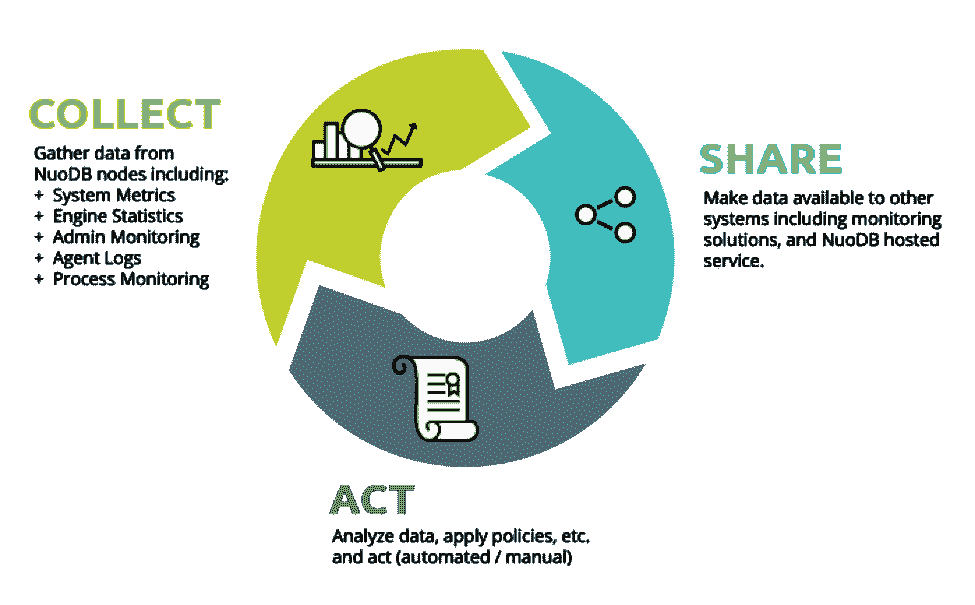 COLLECT
Gather data from
NuoDB nodes including:
+ System Metrics
+ Engine Statistics
+ Admin Monitoring
+ Agent Logs
+ Process Monitoring
SHARE
Make data available to other
systems including monitoring
solutions, and NuoDB hosted
service.
ACT
Analyze data, apply policies, etc.
and act (automated / manual)